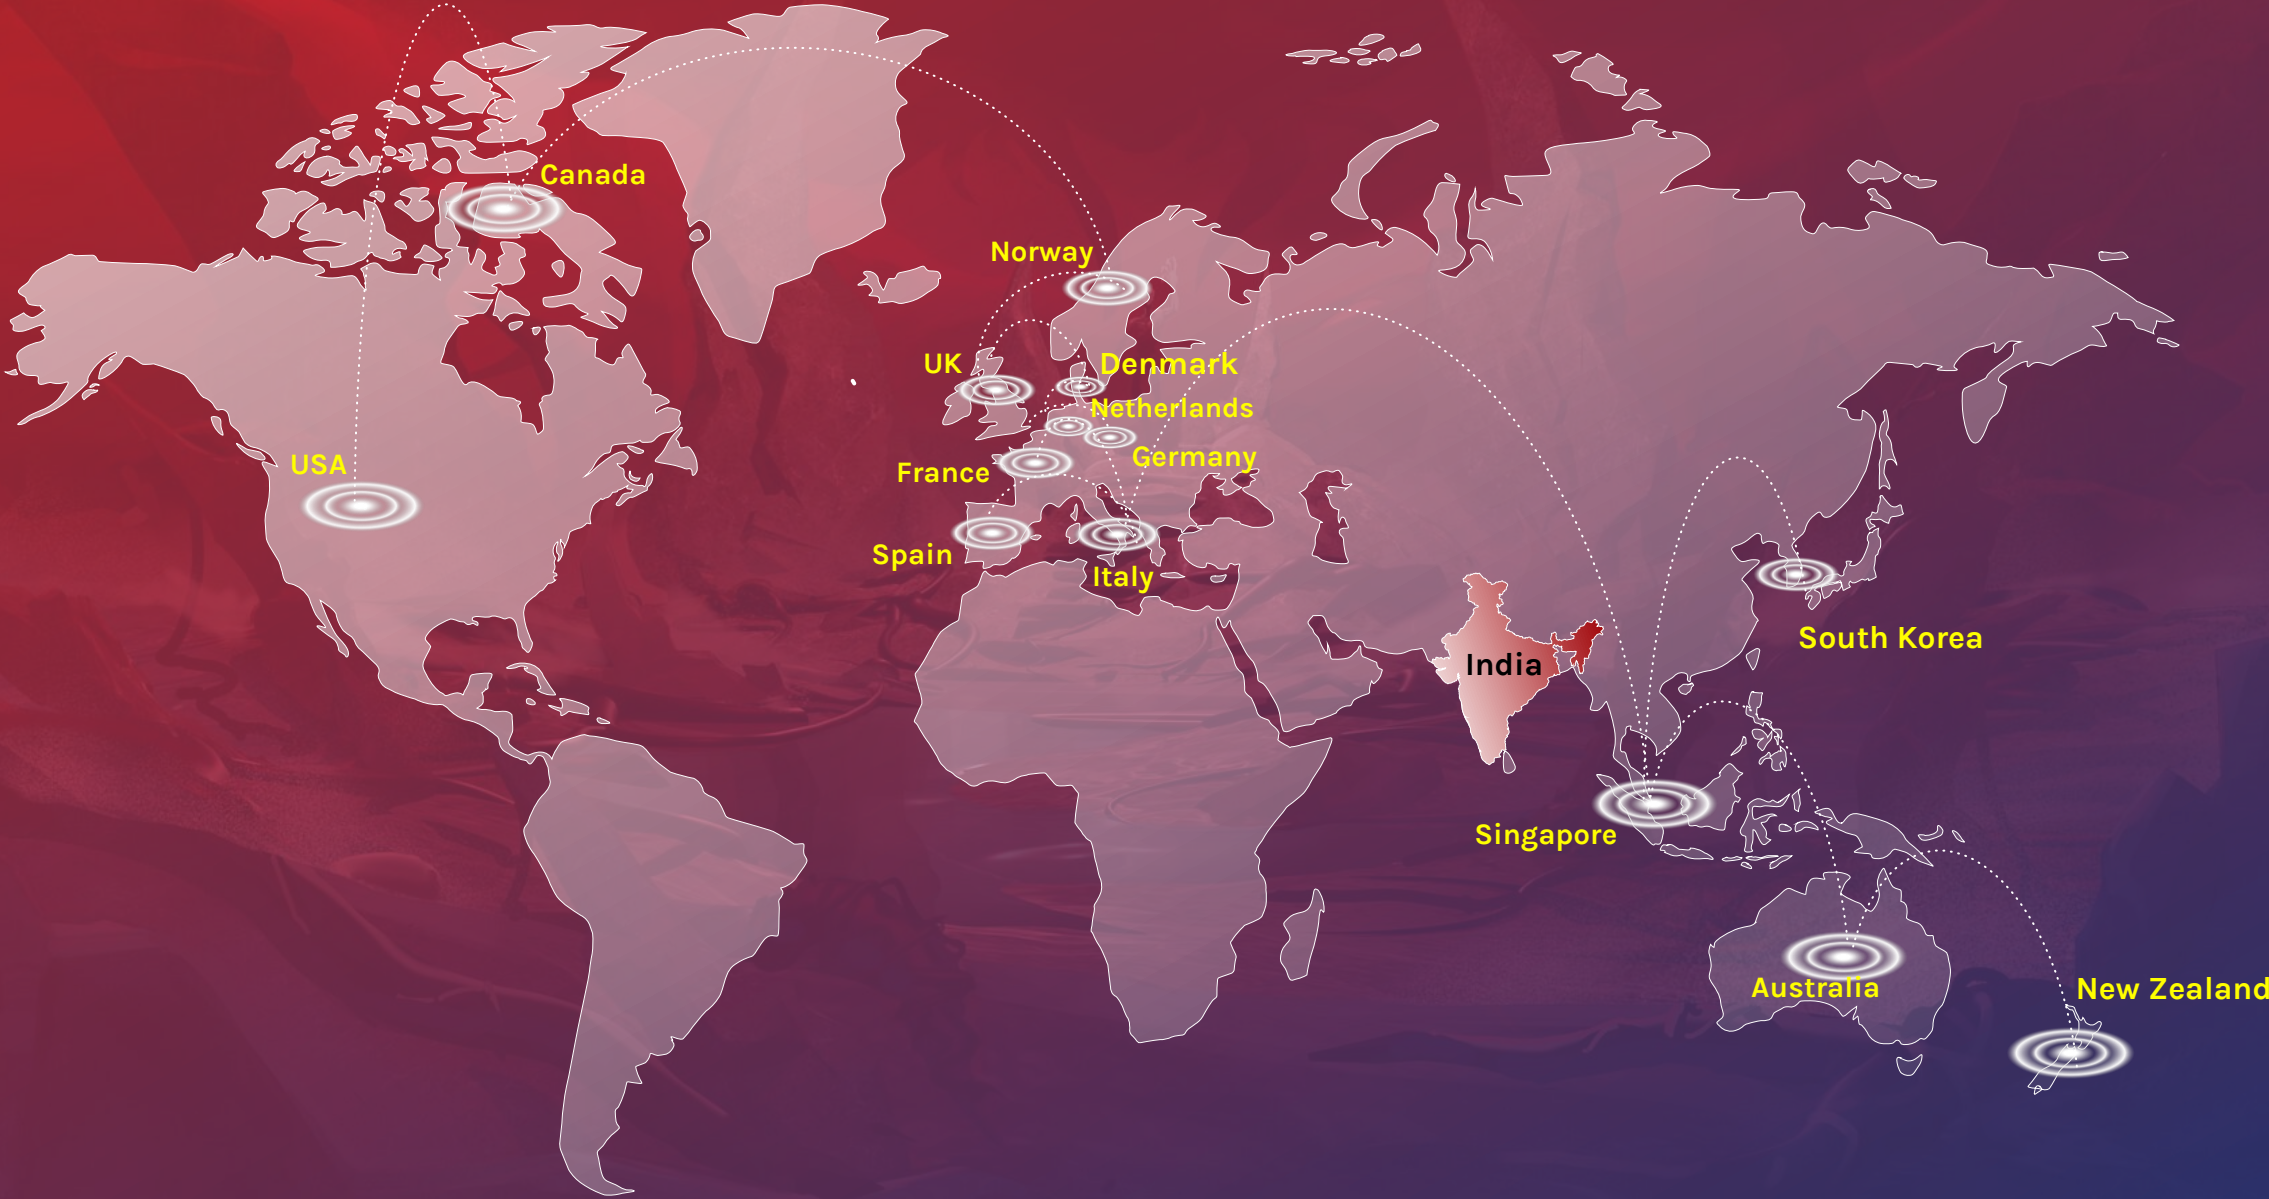 Canada
Norway
UK
Denmark
Netherlands
USA
Germany
France
Spain
Italy
South Korea
India
Singapore
Australia
New Zealand